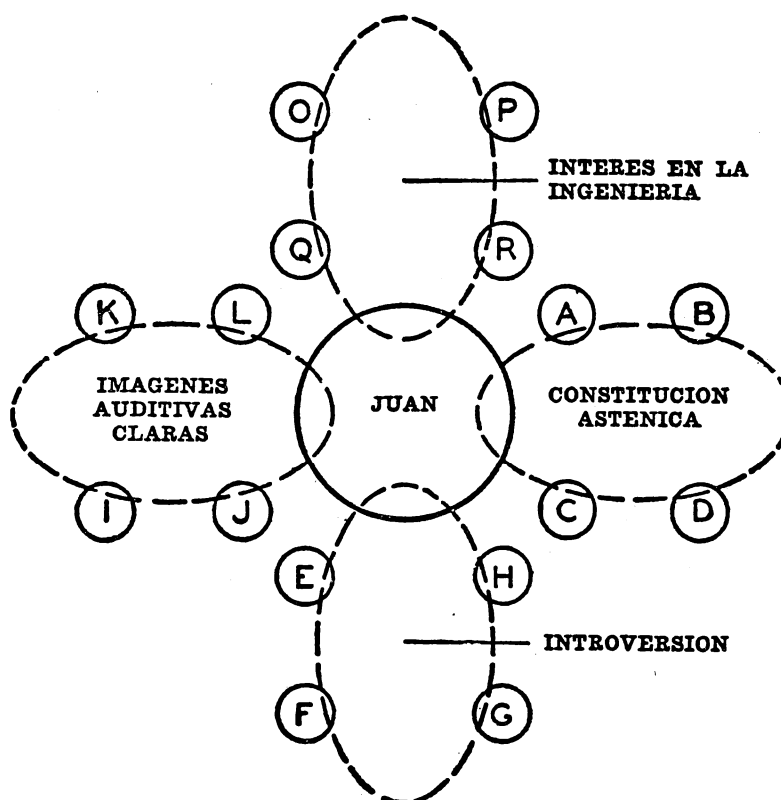 O
P
INTERES EN LA
INGENIERIA
Q
R
K
L
A
B
IMAGENES
AUDITIVAS
CLARAS
JUAN
CONSTITUCION
ASTENICA
I
J
C
D
E
H
INTROVERSION
F
G